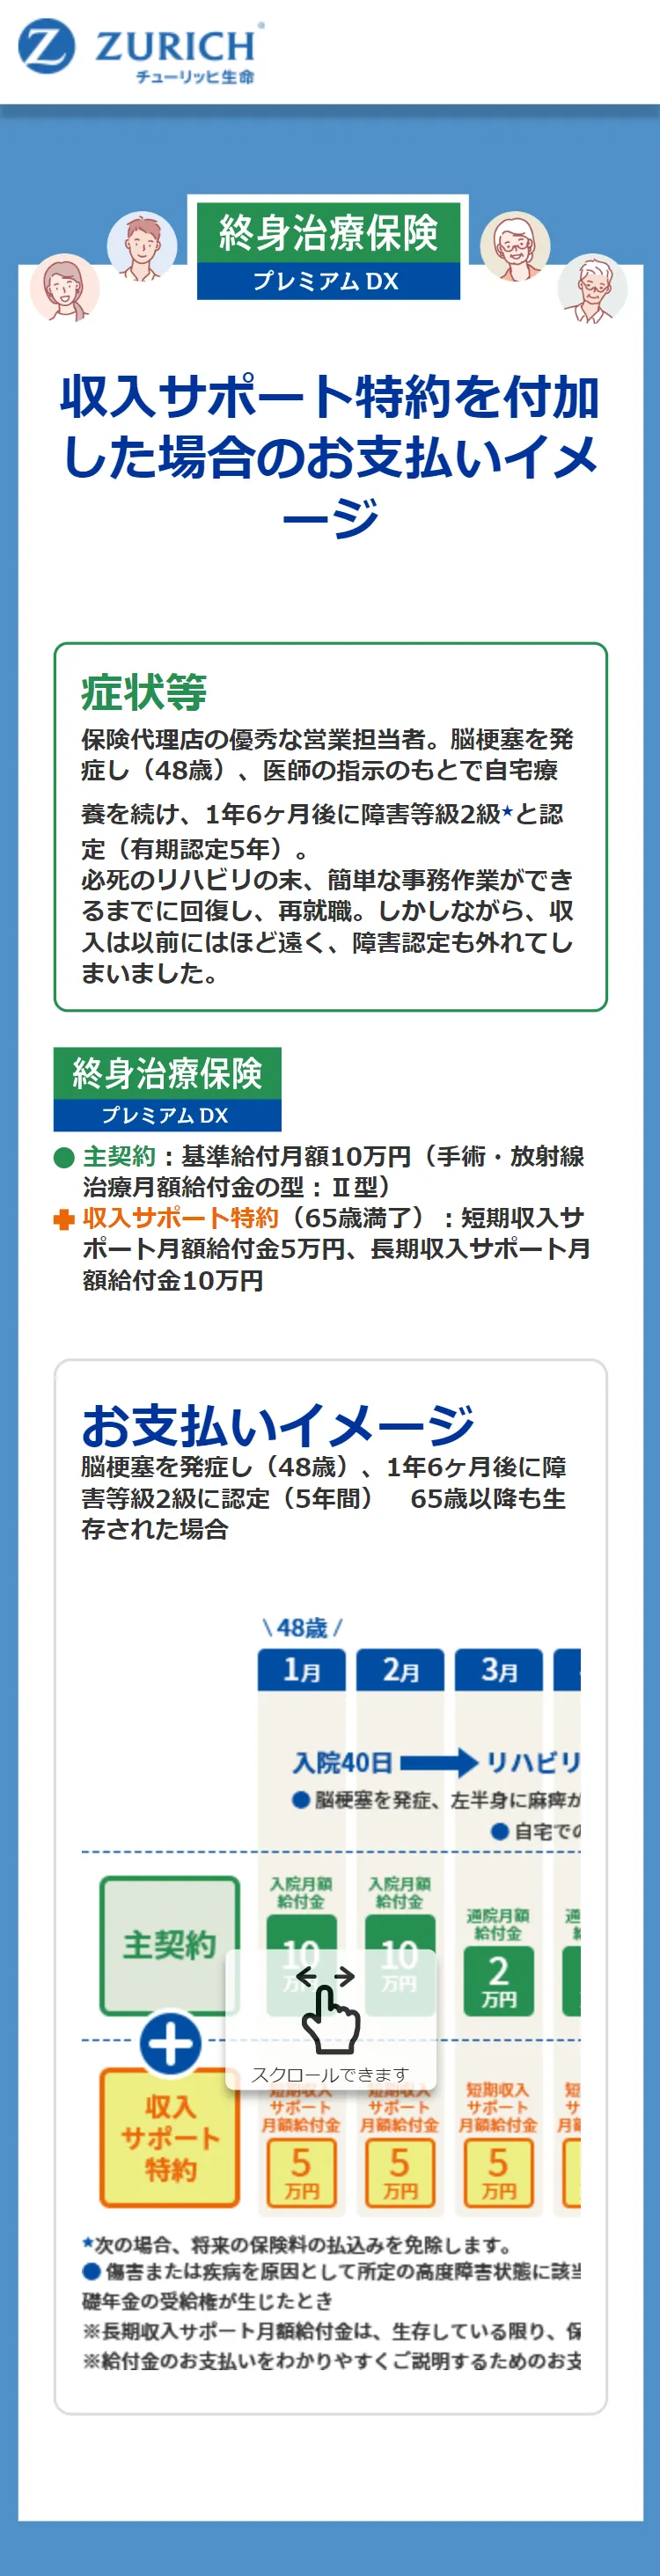 ZURICH
チューリッヒ生命
終身治療保険
プレミアム DX
収入サポート特約を付加
した場合のお支払いイメ
ージ
症状等
保険代理店の優秀な営業担当者。脳梗塞を発
症し（48歳）、医師の指示のもとで自宅療
養を続け、1年6ヶ月後に障害等級2級★と認
定（有期認定5年）。
必死のリハビリの末、簡単な事務作業ができ
るまでに回復し、再就職。しかしながら、収
入は以前にはほど遠く、障害認定も外れてし
まいました。
終身治療保険
プレミアム DX
主契約：基準給付月額10万円（手術・放射線
治療月額給付金の型：Ⅱ型）
収入サポート特約（65歳満了）：短期収入サ
ポート月額給付金5万円、長期収入サポート月
額給付金10万円
お支払いイメージ
脳梗塞を発症し（48歳）、1年6ヶ月後に障
害等級2級に認定（5年間）　65歳以降も生
存された場合
\ 48歳 /
1月 2月 3月
入院40日 リハビリ
● 脳梗塞を発症、左半身に麻痺が
● 自宅での
主契約
入院月額
給付金
10
万円
入院月額
給付金
10
万円
通院月額
給付金
2
万円
スクロールできます
収入
サポート
特約
短期収入
サポート
月額給付金
5
万円
短期収入
サポート
月額給付金
5
万円
短期収入
サポート
月額給付金
5
万円
★次の場合、将来の保険料の払込みを免除します。
● 傷害または疾病を原因として所定の高度障害状態に該当
礎年金の受給権が生じたとき
※長期収入サポート月額給付金は、生存している限り、保
※給付金のお支払いをわかりやすくご説明するためのお支